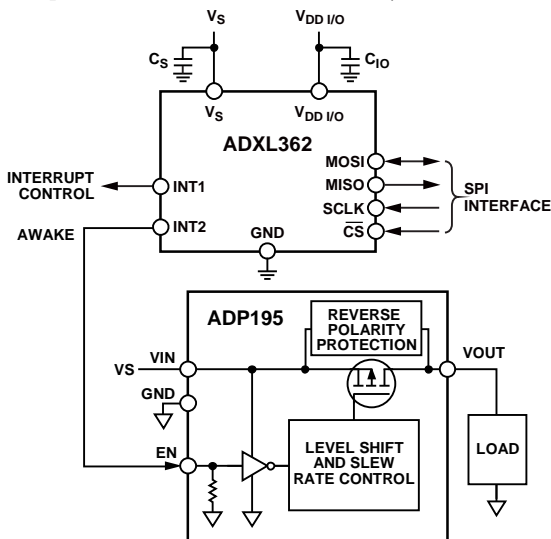 VS
VDD I/O
CS
CIO
VS
VDD I/O
ADXL362
MOSI
INTERRUPT
CONTROL
INT1
MISO
SPI
INTERFACE
SCLK
AWAKE
INT2
GND
CS
ADP195
REVERSE
POLARITY
PROTECTION
VIN
VOUT
VS
GND
EN
LEVEL SHIFT
AND SLEW
RATE CONTROL
LOAD